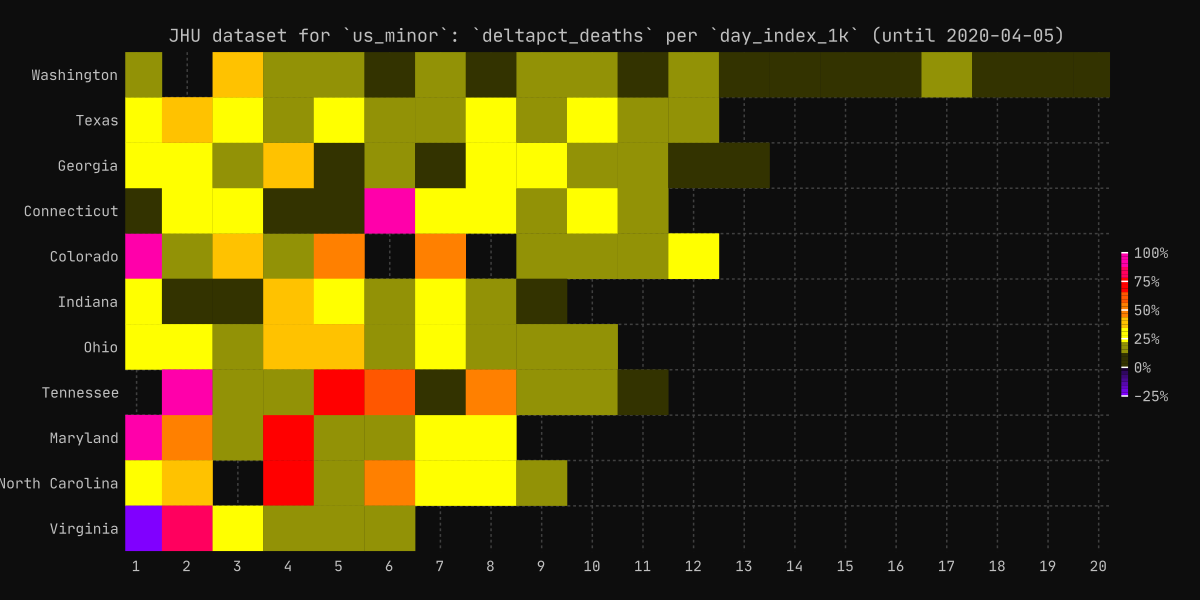 JHU dataset for `us_minor`: `deltapct_deaths` per `day_index_1k` (until 2020-04-05)
Washington
Texas
Georgia
Connecticut
Colorado
Indiana
Ohio
Tennessee
Maryland
North Carolina
Virginia
100%
75%
50%
25%
0%
-25%
1 2 3 4 5 6 7 8 9 10 11 12 13 14 15 16 17 18 19 20